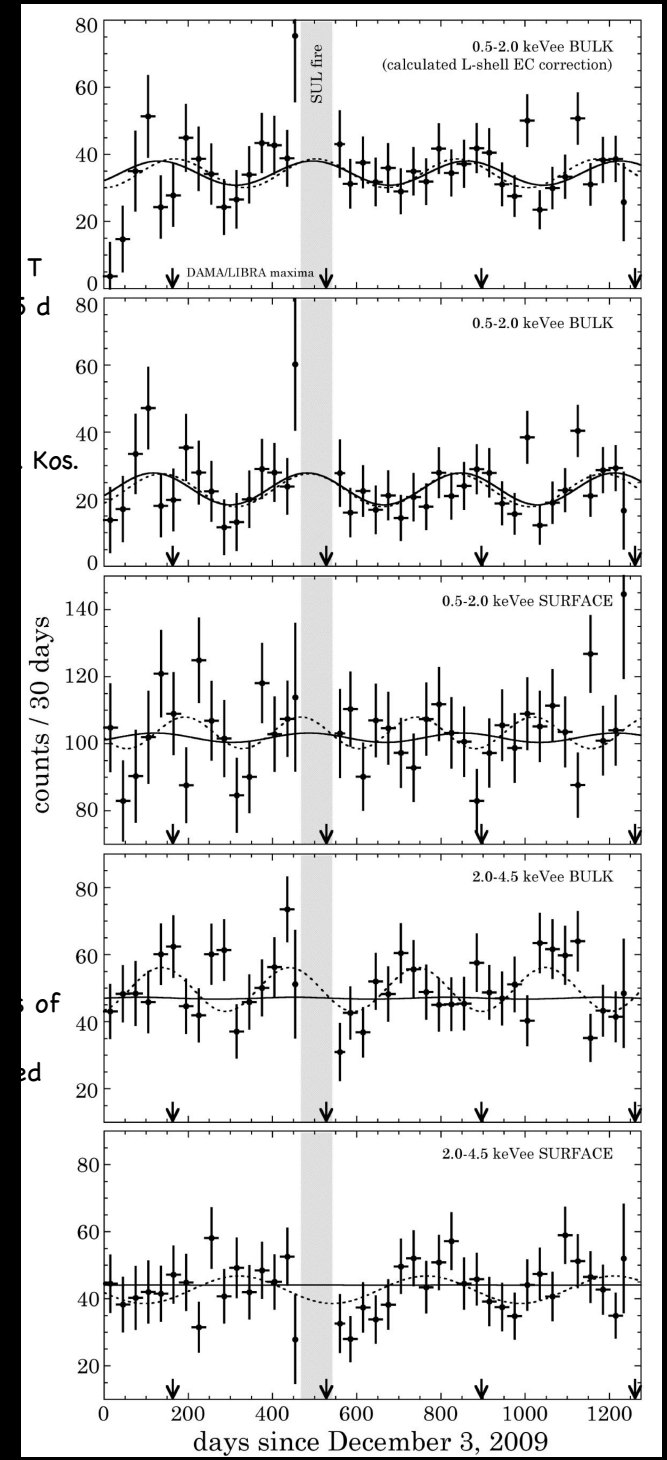 80
0.5-2.0 keVee BULK
(calculated L-shell EC correction)
SUL fire
60
40
20
T
DAMA/LIBRA maxima
0
5 d
80
0.5-2.0 keVee BULK
60
40
. Kos.
20
0
0.5-2.0 keVee SURFACE
140
120
100
80
counts / 30 days
2.0-4.5 keVee BULK
80
60
s of
40
ed
20
2.0-4.5 keVee SURFACE
80
60
40
20
0 200 400 600 800 1000 1200
days since December 3, 2009